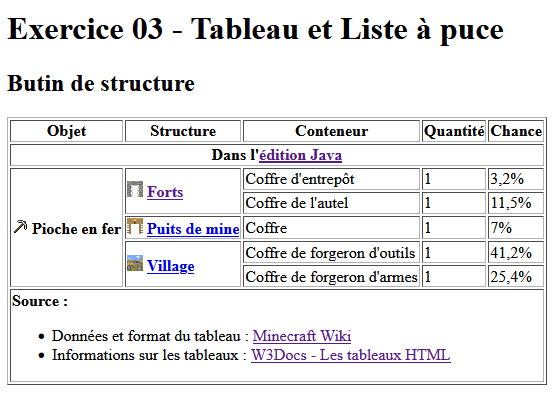 Exercice 03 - Tableau et Liste à puce
Butin de structure
Objet Structure Conteneur Quantité Chance
Dans l'édition Java
Pioche en fer Forts Coffre d'entrepôt 1 3,2%
Coffre de l'autel 1 11,5%
Puits de mine Coffre 1 7%
Village Coffre de forgeron d'outils 1 41,2%
Coffre de forgeron d'armes 1 25,4%
Source :
• Données et format du tableau : Minecraft Wiki
• Informations sur les tableaux : W3Docs - Les tableaux HTML